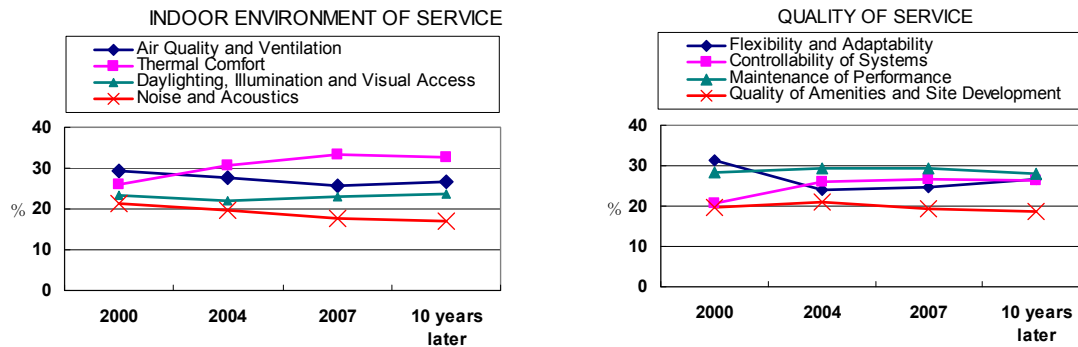 INDOOR ENVIRONMENT OF SERVICE
Air Quality and Ventilation
Thermal Comfort
Daylighting, Illumination and Visual Access
Noise and Acoustics
40
30
20
10
0
%
2000 2004 2007 10 years
later
QUALITY OF SERVICE
Flexibility and Adaptability
Controllability of Systems
Maintenance of Performance
Quality of Amenities and Site Development
40
30
20
10
0
%
2000 2004 2007 10 years
later